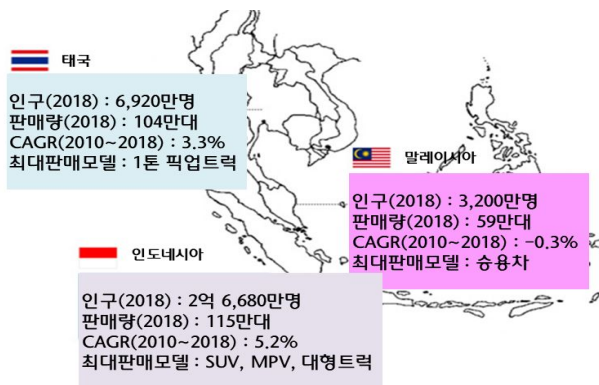 태국
인구(2018) : 6,920만명
판매량(2018) : 104만대
CAGR(2010~2018) : 3.3%
최대판매모델 : 1톤 픽업트럭
말레이시아
인구(2018) : 3,200만명
판매량(2018) : 59만대
CAGR(2010~2018) : -0.3%
최대판매모델 : 승용차
인도네시아
인구(2018) : 2억 6,680만명
판매량(2018) : 115만대
CAGR(2010~2018) : 5.2%
최대판매모델 : SUV, MPV, 대형트럭